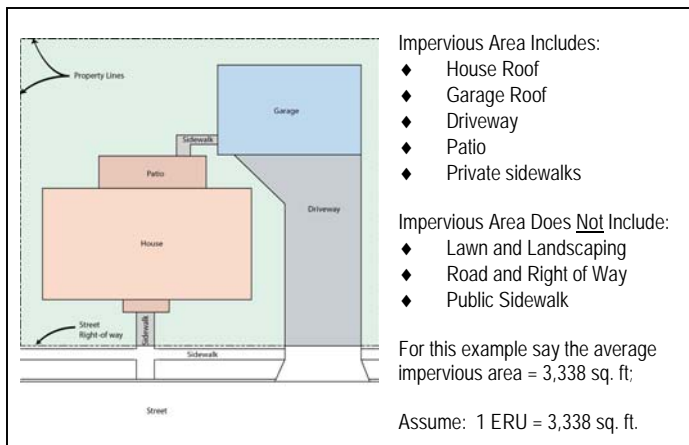 Property Lines
Garage
Sidewalk
Patio
Driveway
House
Sidewalk
Street
Right-of way
Sidewalk
Street
Impervious Area Includes:
♦ House Roof
♦ Garage Roof
♦ Driveway
♦ Patio
♦ Private sidewalks
Impervious Area Does Not Include:
♦ Lawn and Landscaping
♦ Road and Right of Way
♦ Public Sidewalk
For this example say the average
impervious area = 3,338 sq. ft;
Assume: 1 ERU = 3,338 sq. ft.